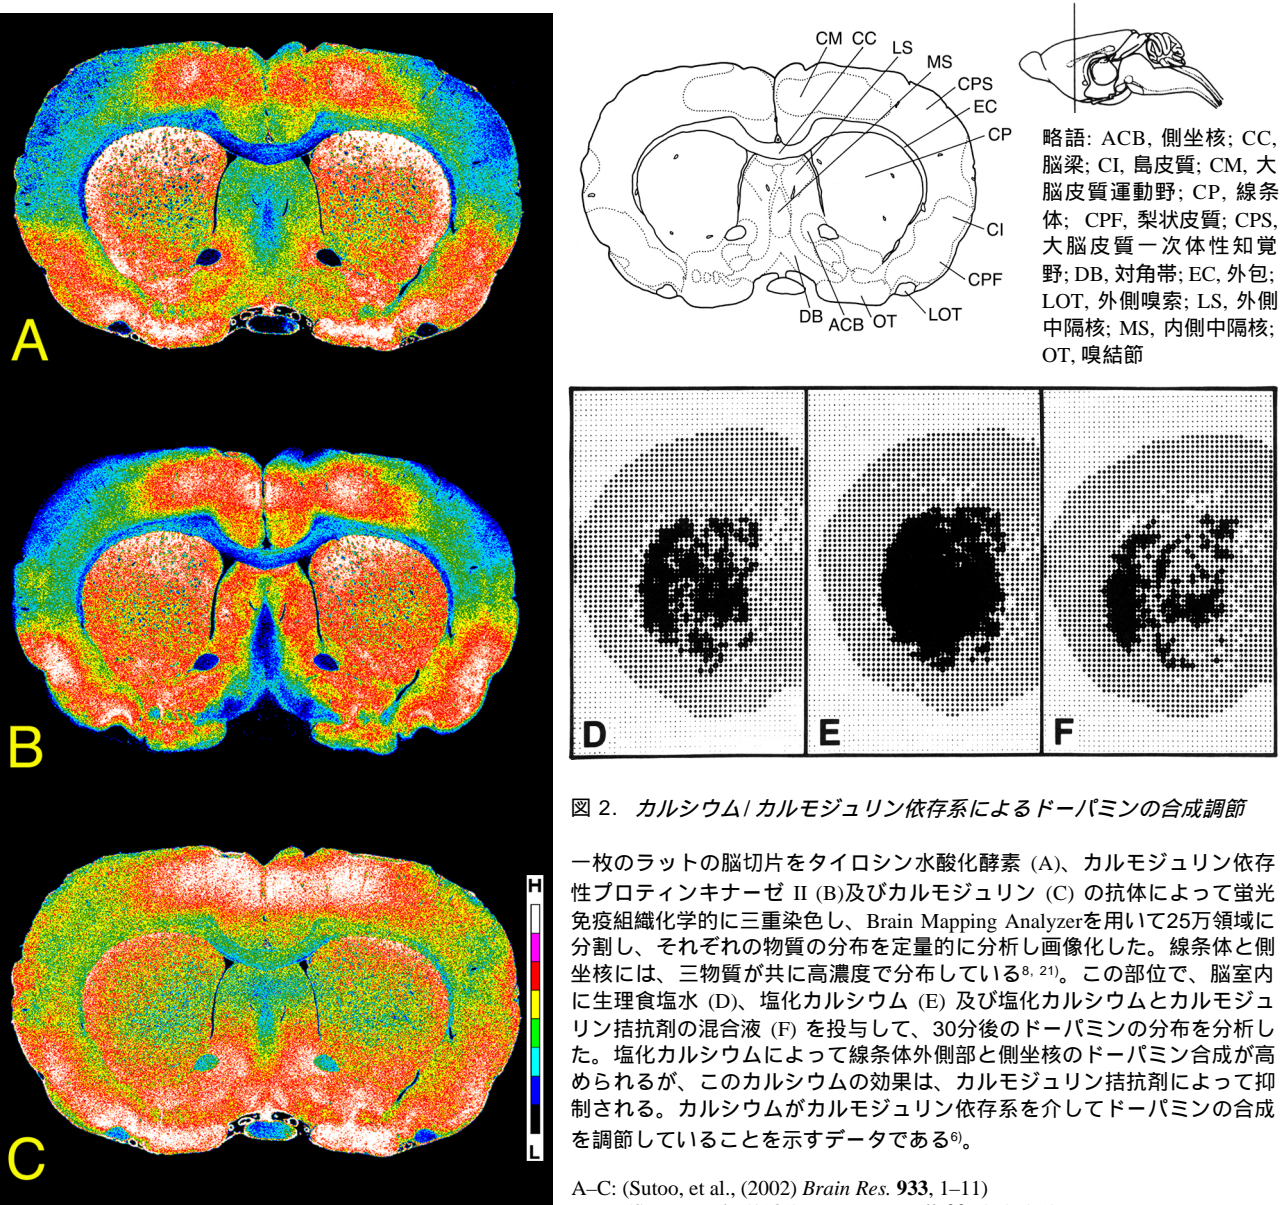 A
B
C
H
L
CM
CC
LS
MS
CPS
EC
CP
CI
CPF
LOT
OT
ACB
DB
略語: ACB, 側坐核; CC,
脳梁; CI, 島皮質; CM, 大
脳皮質運動野; CP, 線条
体; CPF, 梨状皮質; CPS,
大脳皮質一次体性知覚
野; DB, 対角帯; EC, 外包;
LOT, 外側嗅索; LS, 外側
中隔核; MS, 内側中隔核;
OT, 嗅結節
D
E
F
図 2. カルシウム/カルモジュリン依存系によるドーパミンの合成調節
一枚のラットの脳切片をタイロシン水酸化酵素 (A)、カルモジュリン依存
性プロティンキナーゼ II (B)及びカルモジュリン (C) の抗体によって蛍光
免疫組織化学的に三重染色し、Brain Mapping Analyzerを用いて25万領域に
分割し、それぞれの物質の分布を定量的に分析し画像化した。線条体と側
坐核には、三物質が共に高濃度で分布している8, 21)。この部位で、脳室内
に生理食塩水 (D)、塩化カルシウム (E) 及び塩化カルシウムとカルモジュ
リン拮抗剤の混合液 (F) を投与して、30分後のドーパミンの分布を分析し
た。塩化カルシウムによって線条体外側部と側坐核のドーパミン合成が高
められるが、このカルシウムの効果は、カルモジュリン拮抗剤によって抑
制される。カルシウムがカルモジュリン依存系を介してドーパミンの合成
を調節していることを示すデータである6)。
A–C: (Sutoo, et al., (2002) Brain Res. 933, 1–11)